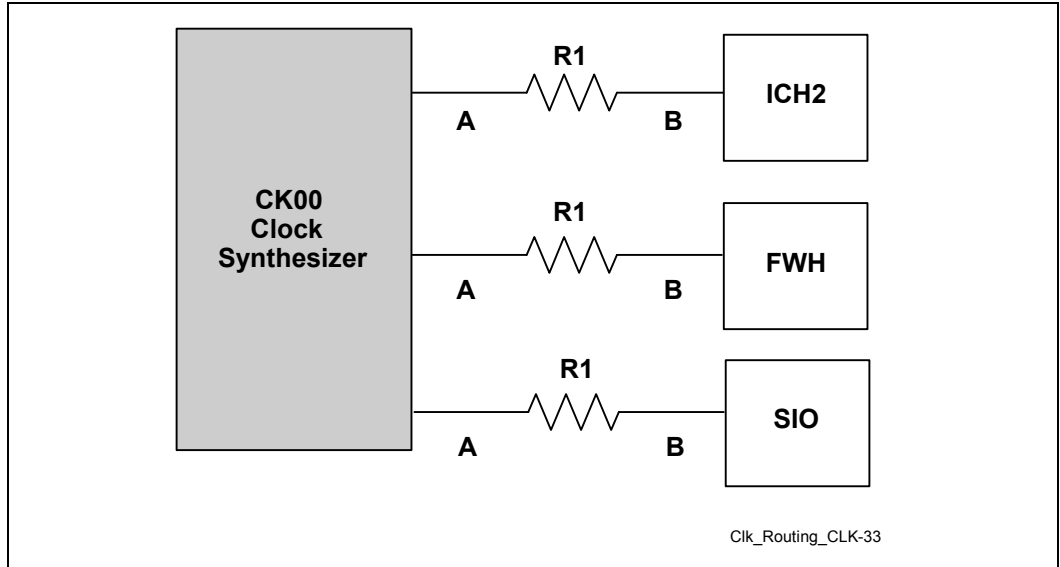 R1
ICH2
A
B
CK00
Clock
Synthesizer
R1
FWH
A
B
R1
SIO
A
B
Clk_Routing_CLK-33